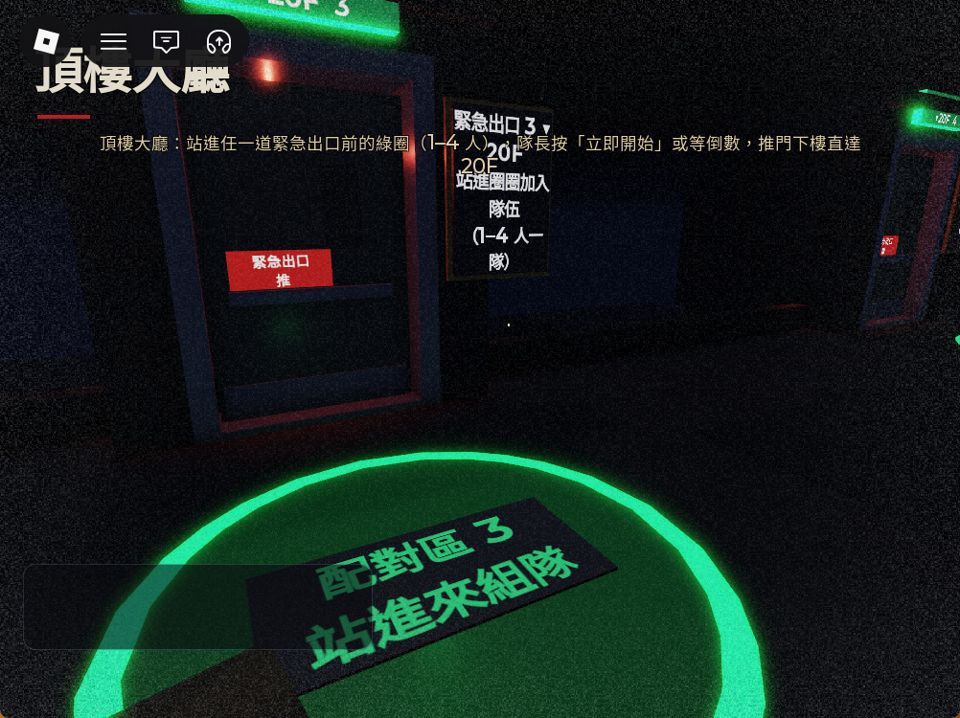 20F 3
頂樓大廳
頂樓大廳：站進任一道緊急出口前的綠圈（1–4 人），隊長按「立即開始」或等倒數，推門下樓直達
20F
緊急出口 3 ▼
20F
站進圈圈加入
隊伍
（1–4 人一
隊）
緊急出口
推
配對區 3
站進來組隊